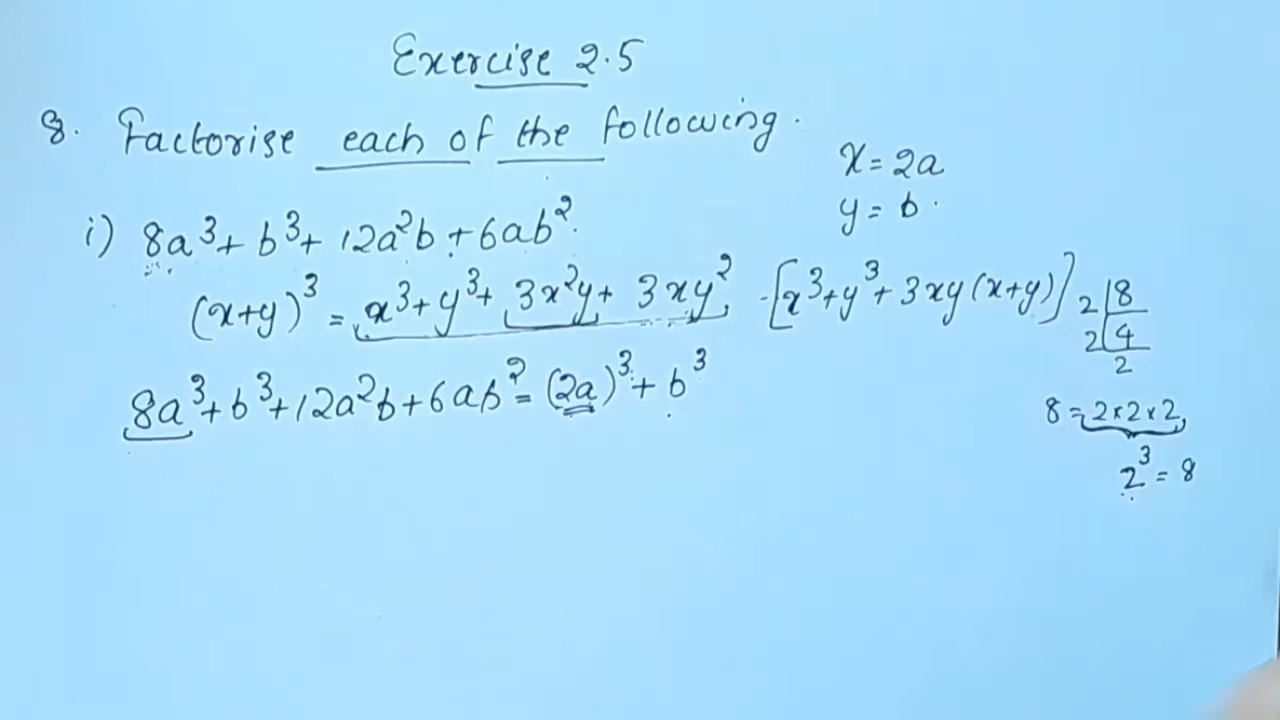 Exercise 2.5
8. Factorise each of the following.
x = 2a
y = b.
i) 8a³ + b³ + 12a²b + 6ab².
(x+y)³ = x³ + y³ + 3x²y + 3xy² [x³ + y³ + 3xy(x+y)]
2 | 8
2 | 4
2
8a³ + b³ + 12a²b + 6ab² = (2a)³ + b³
8 = 2 × 2 × 2
2³ = 8